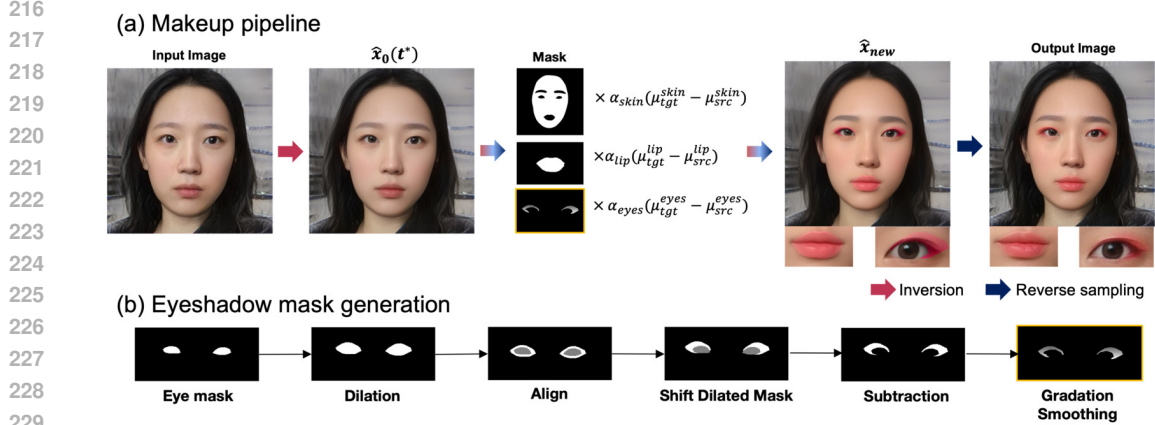 216
217
218
219
220
221
222
223
224
225
226
227
228
229
(a) Makeup pipeline
Input Image
x̂₀(t*)
Mask
x̂_new
Output Image
× α_skin(μ_tgt^skin − μ_src^skin)
×α_lip(μ_tgt^lip − μ_src^lip)
× α_eyes(μ_tgt^eyes − μ_src^eyes)
Inversion
Reverse sampling
(b) Eyeshadow mask generation
Eye mask
Dilation
Align
Shift Dilated Mask
Subtraction
Gradation
Smoothing